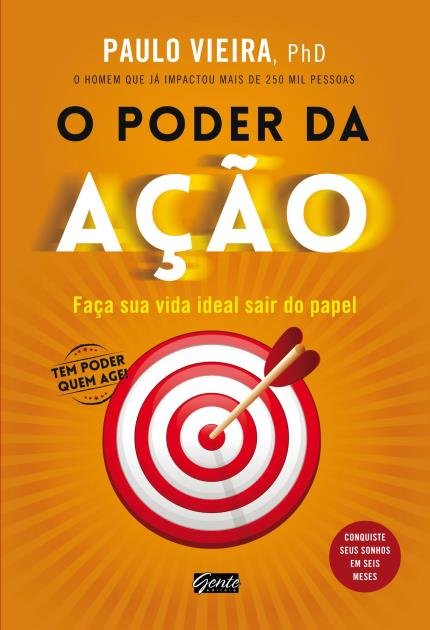 PAULO VIEIRA, PhD
O HOMEM QUE JÁ IMPACTOU MAIS DE 250 MIL PESSOAS
O PODER DA
AÇÃO
Faça sua vida ideal sair do papel
TEM PODER
QUEM AGE!
CONQUISTE
SEUS SONHOS
EM SEIS
MESES
Gente
editora